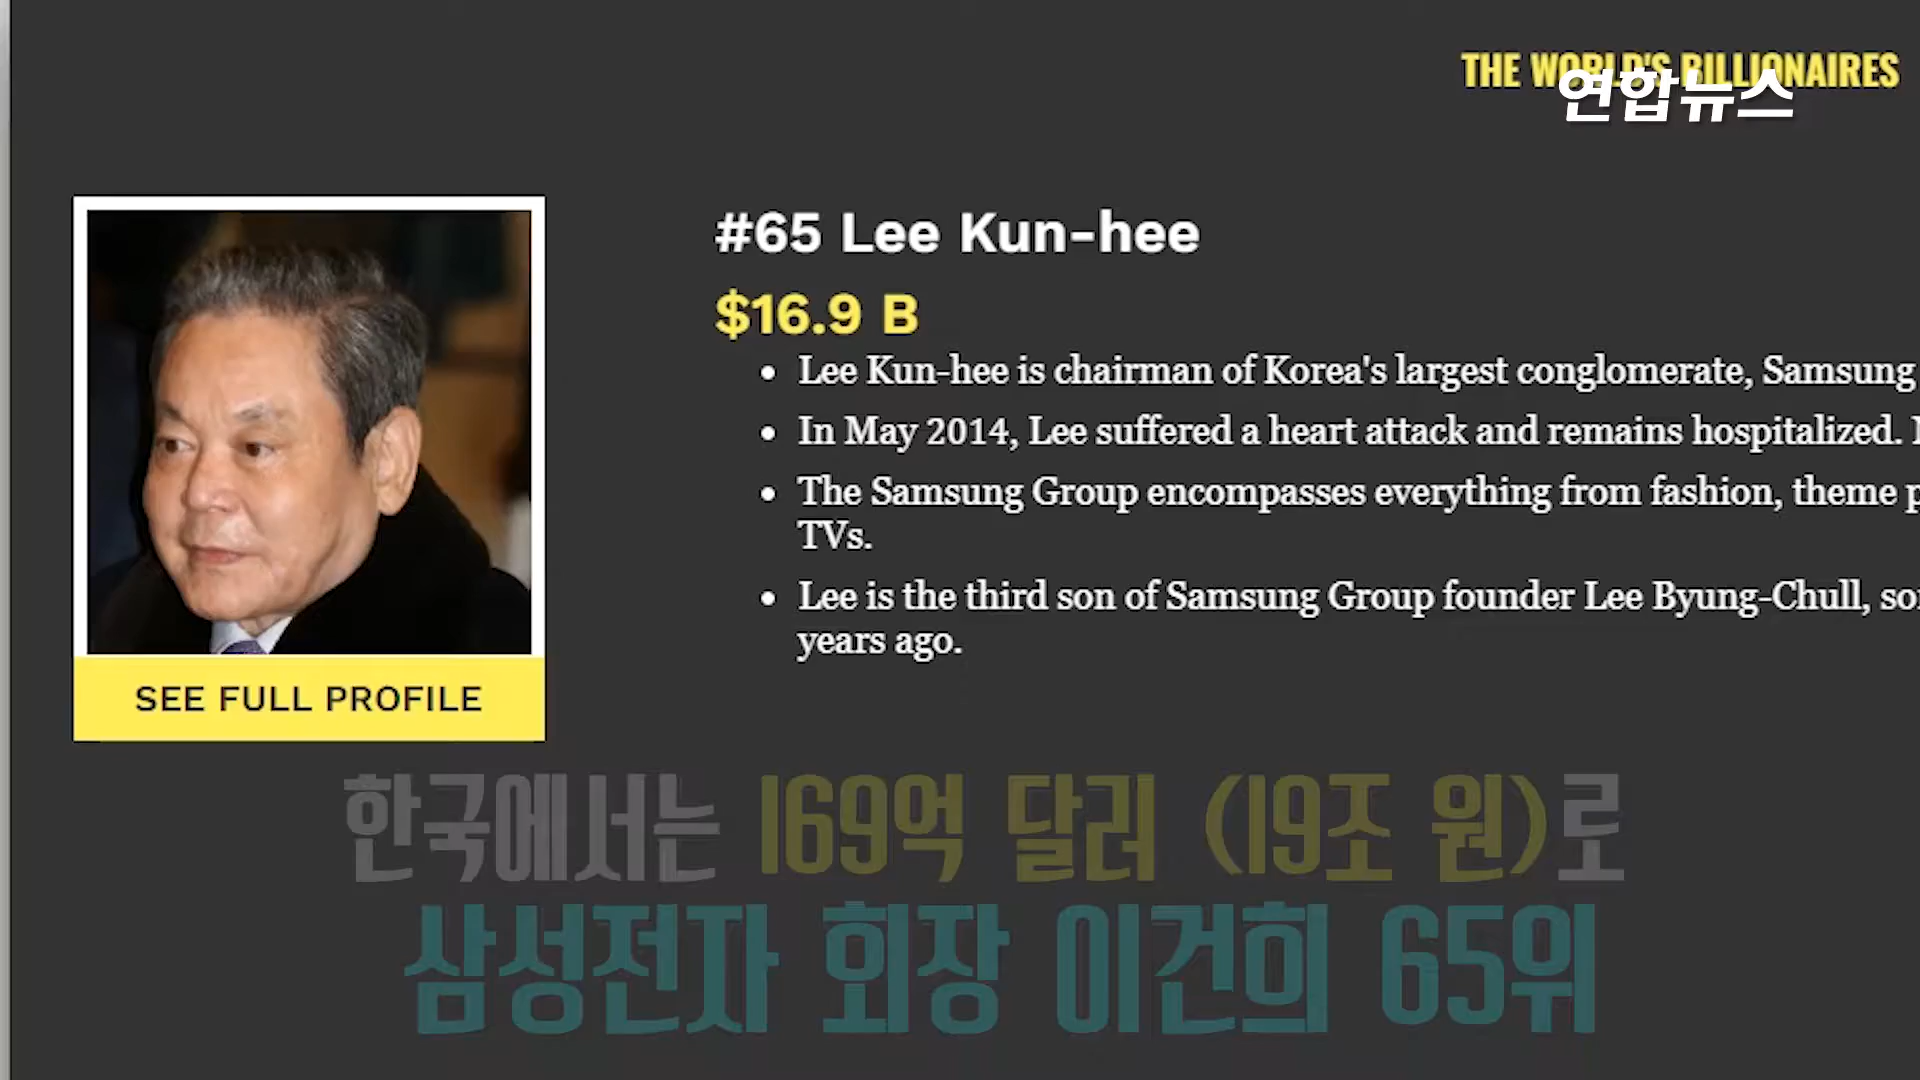 THE WORLD'S BILLIONAIRES
연합뉴스
#65 Lee Kun-hee
$16.9 B
Lee Kun-hee is chairman of Korea's largest conglomerate, Samsung
In May 2014, Lee suffered a heart attack and remains hospitalized.
The Samsung Group encompasses everything from fashion, theme
TVs.
Lee is the third son of Samsung Group founder Lee Byung-Chull,
years ago.
SEE FULL PROFILE
한국에서는 169억 달러 (19조 원)로
삼성전자 회장 이건희 65위